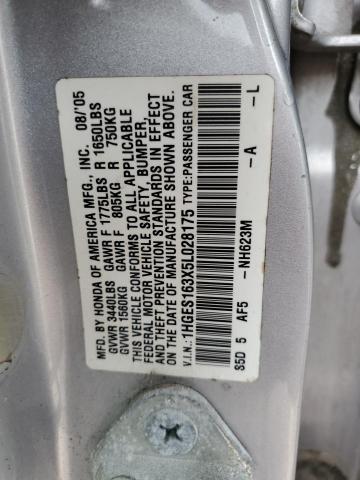 MFD. BY HONDA OF AMERICA MFG., INC. 08/05
GVWR 3440LBS GAWR F 1775LBS R 1650LBS
GVWR 1560KG GAWR F 805KG R 750KG
THIS VEHICLE CONFORMS TO ALL APPLICABLE
FEDERAL MOTOR VEHICLE SAFETY, BUMPER,
AND THEFT PREVENTION STANDARDS IN EFFECT
ON THE DATE OF MANUFACTURE SHOWN ABOVE.
V.I.N.: 1HGES163X5L028175 TYPE: PASSENGER CAR
S5D 5 AF5 -NH623M -A -L